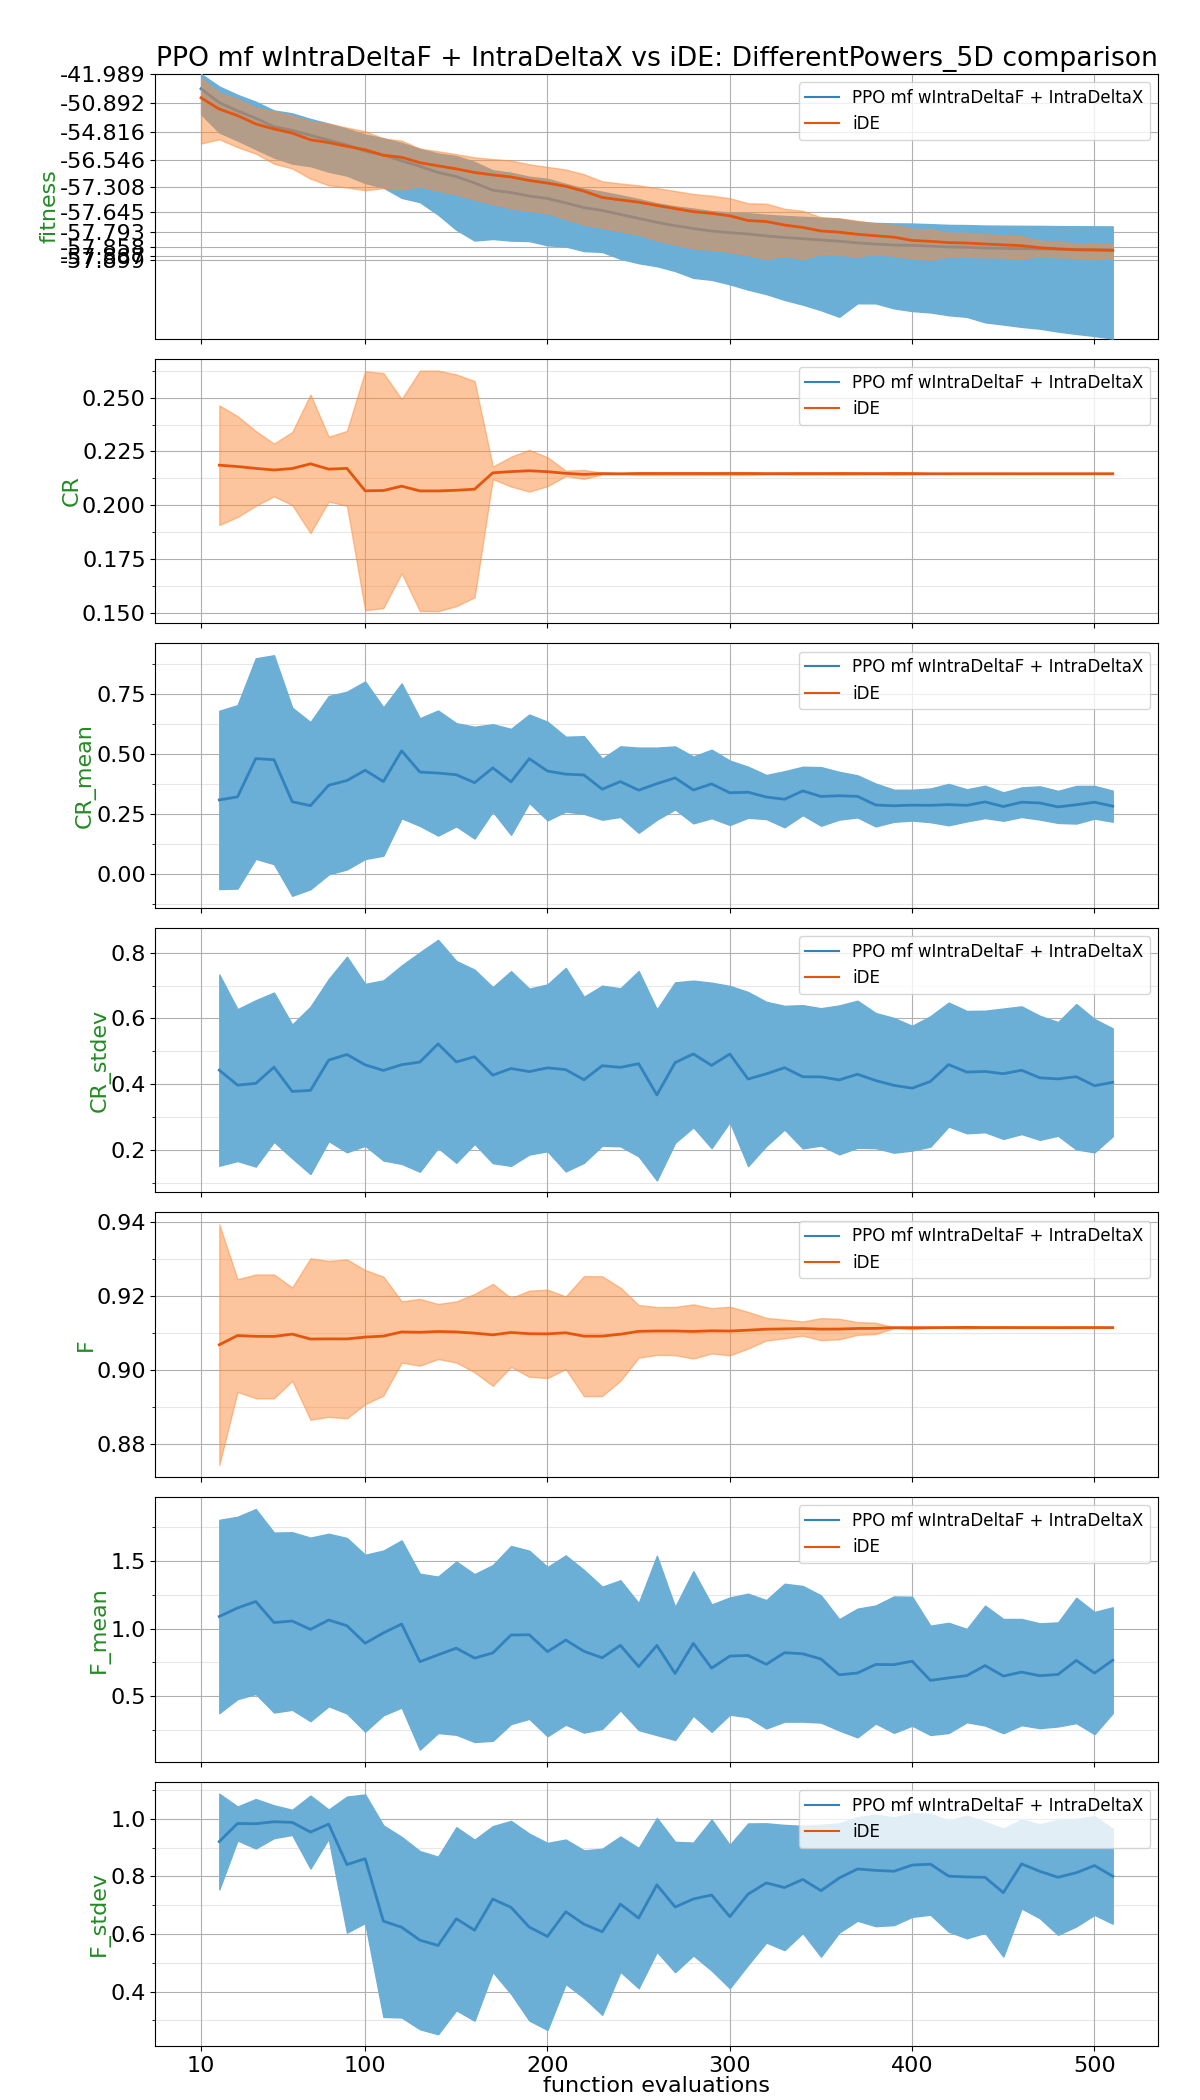 PPO mf wIntraDeltaF + IntraDeltaX vs iDE: DifferentPowers_5D comparison
-41.989
-50.892
-54.816
-56.546
-57.308
-57.645
-57.793
-57.858
-57.899
fitness
PPO mf wIntraDeltaF + IntraDeltaX
iDE
0.250
0.225
0.200
0.175
0.150
CR
PPO mf wIntraDeltaF + IntraDeltaX
iDE
0.75
0.50
0.25
0.00
CR_mean
PPO mf wIntraDeltaF + IntraDeltaX
iDE
0.8
0.6
0.4
0.2
CR_stdev
PPO mf wIntraDeltaF + IntraDeltaX
iDE
0.94
0.92
0.90
0.88
F
PPO mf wIntraDeltaF + IntraDeltaX
iDE
1.5
1.0
0.5
F_mean
PPO mf wIntraDeltaF + IntraDeltaX
iDE
1.0
0.8
0.6
0.4
F_stdev
PPO mf wIntraDeltaF + IntraDeltaX
iDE
10 100 200 300 400 500
function evaluations